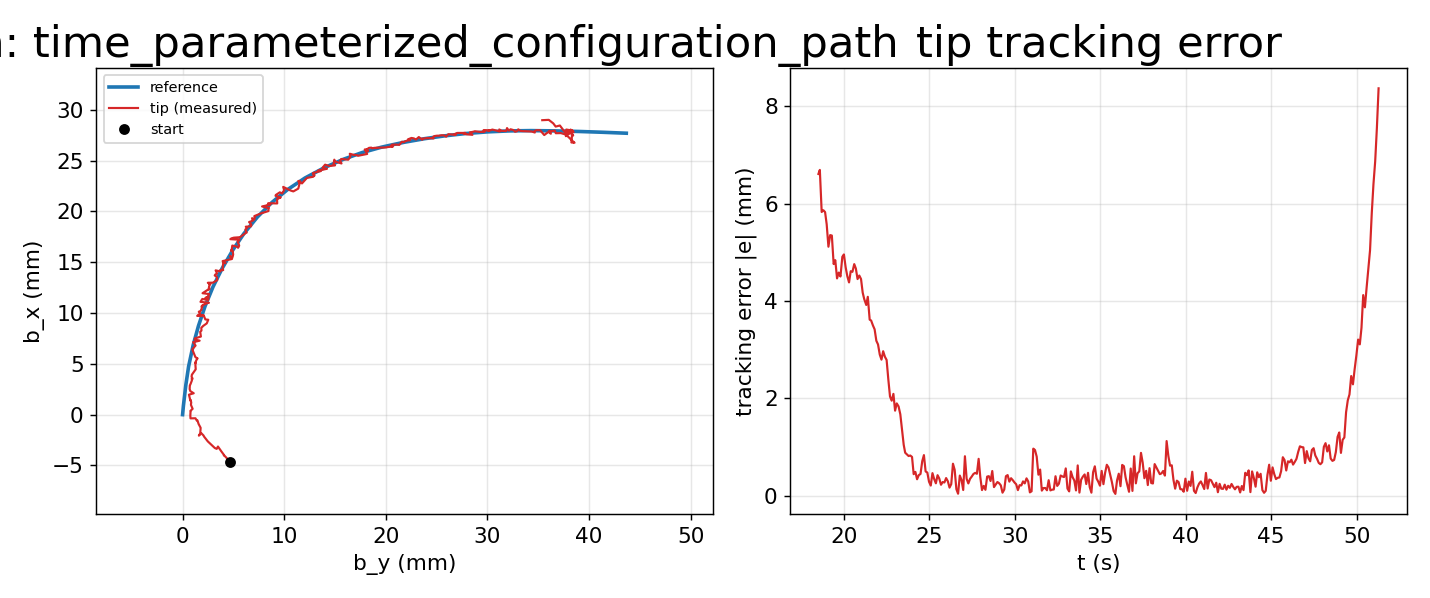 : time_parameterized_configuration_path tip tracking error
reference
tip (measured)
start
30
25
20
15
10
5
0
−5
b_x (mm)
0 10 20 30 40 50
b_y (mm)
8
6
4
2
0
tracking error |e| (mm)
20 25 30 35 40 45 50
t (s)